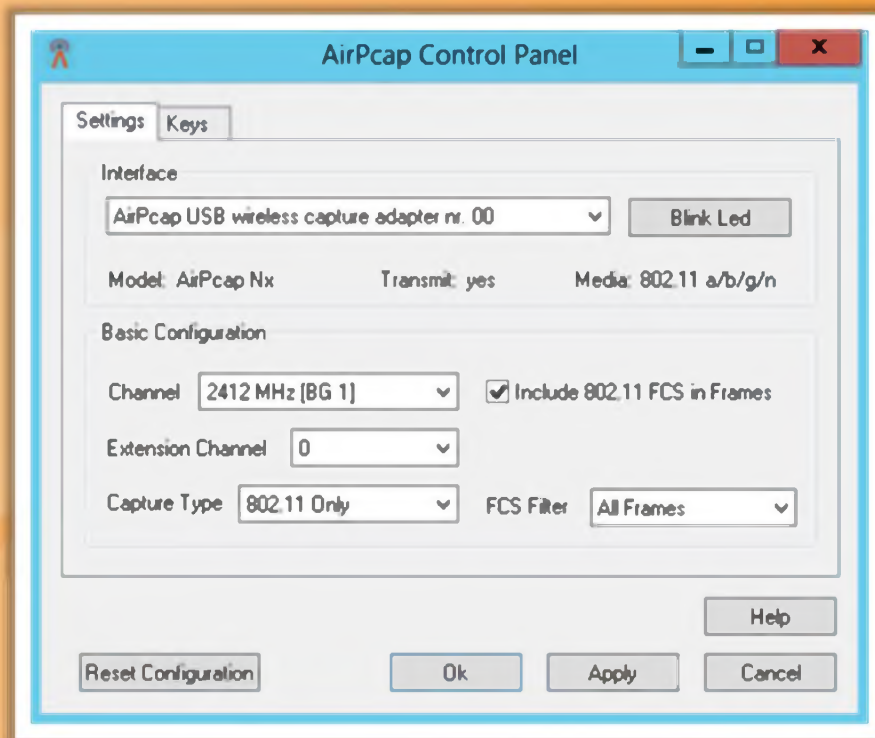 AirPcap Control Panel
Settings Keys
Interface
AirPcap USB wireless capture adapter nr. 00 Blink Led
Model: AirPcap Nx Transmit: yes Media: 802.11 a/b/g/n
Basic Configuration
Channel 2412 MHz [BG 1] Include 802.11 FCS in Frames
Extension Channel 0
Capture Type 802.11 Only FCS Filter All Frames
Help
Reset Configuration Ok Apply Cancel